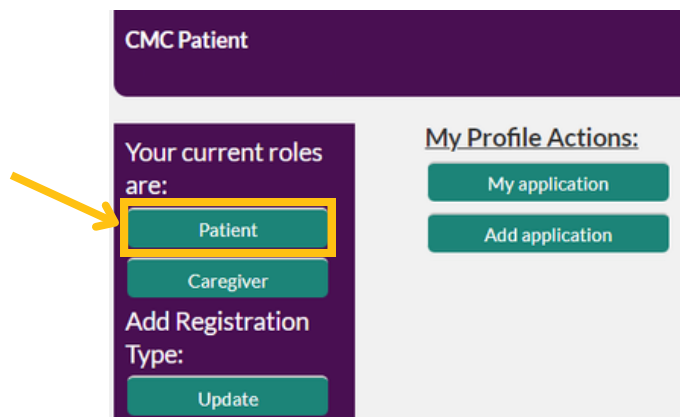 CMC Patient
Your current roles
are:
Patient
Caregiver
Add Registration
Type:
Update
My Profile Actions:
My application
Add application